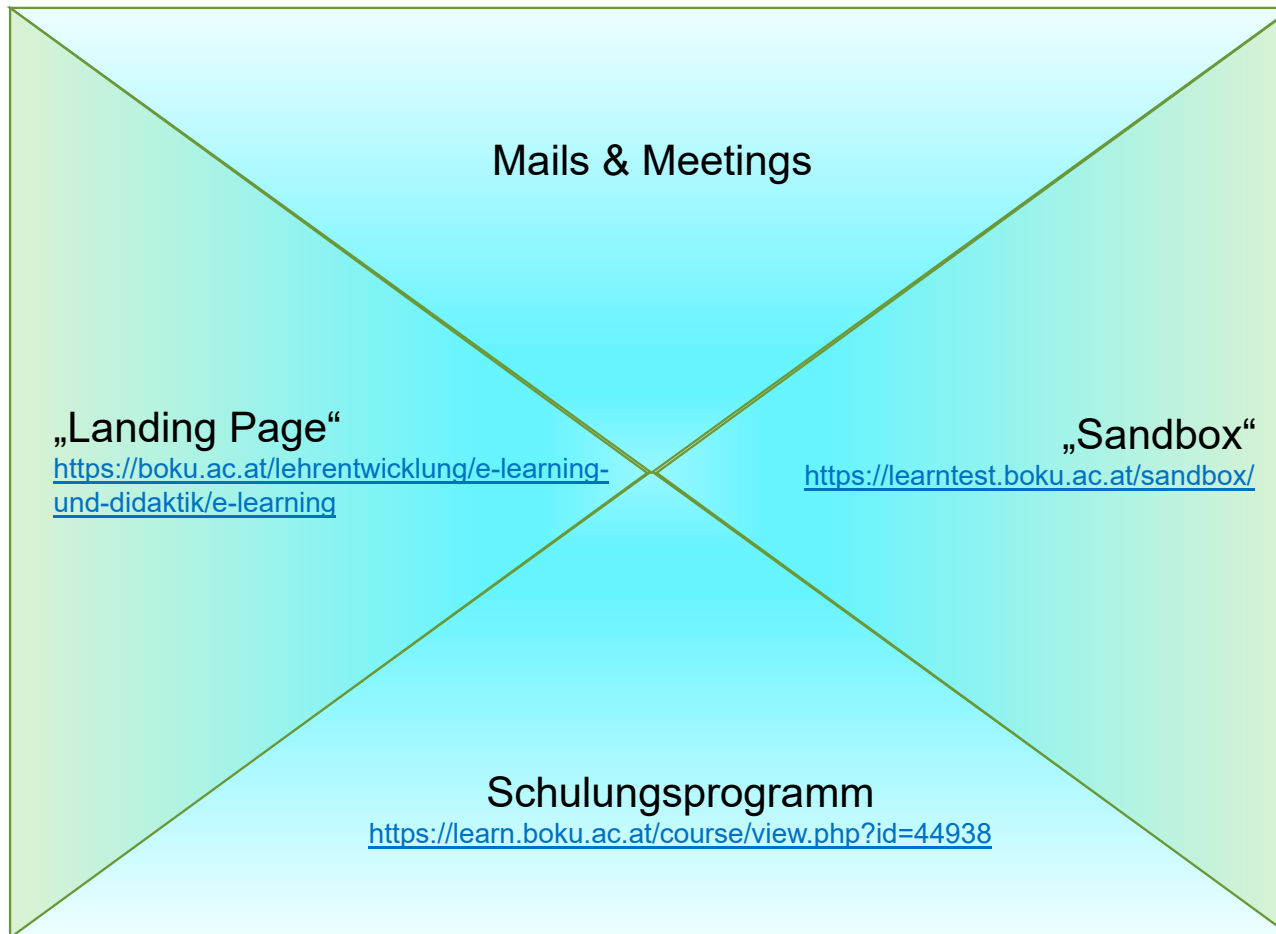 Mails & Meetings
„Landing Page“
https://boku.ac.at/lehrentwicklung/e-learning-
und-didaktik/e-learning
„Sandbox“
https://learntest.boku.ac.at/sandbox/
Schulungsprogramm
https://learn.boku.ac.at/course/view.php?id=44938